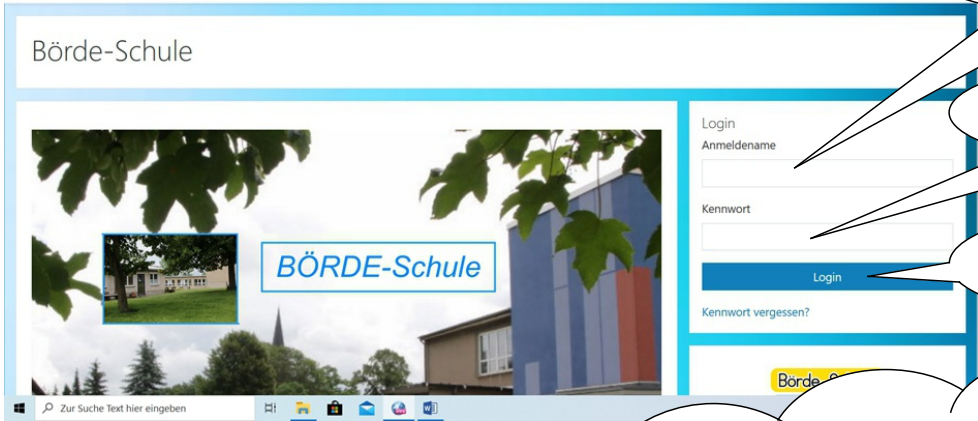 Börde-Schule
Login
Anmeldename
BÖRDE-Schule
Kennwort
Login
Kennwort vergessen?
Börde
Zur Suche Text hier eingeben